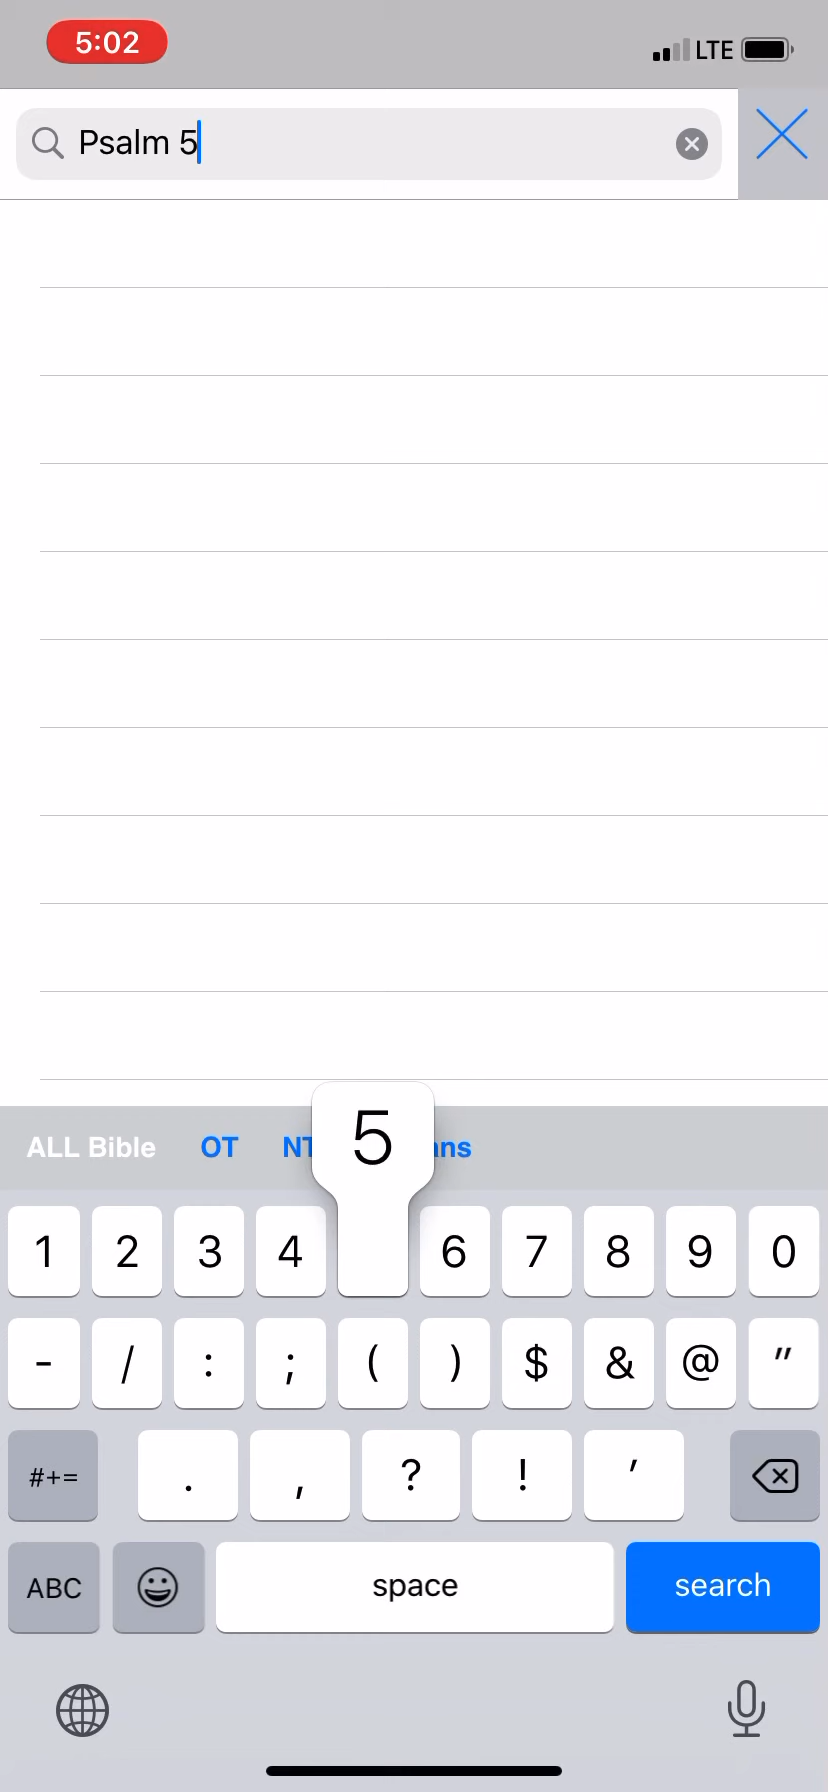 5:02 LTE
Psalm 5
5
ALL Bible OT NT
1 2 3 4 6 7 8 9 0
- / : ; ( ) $ & @ "
#+= . , ? ! '
ABC space search